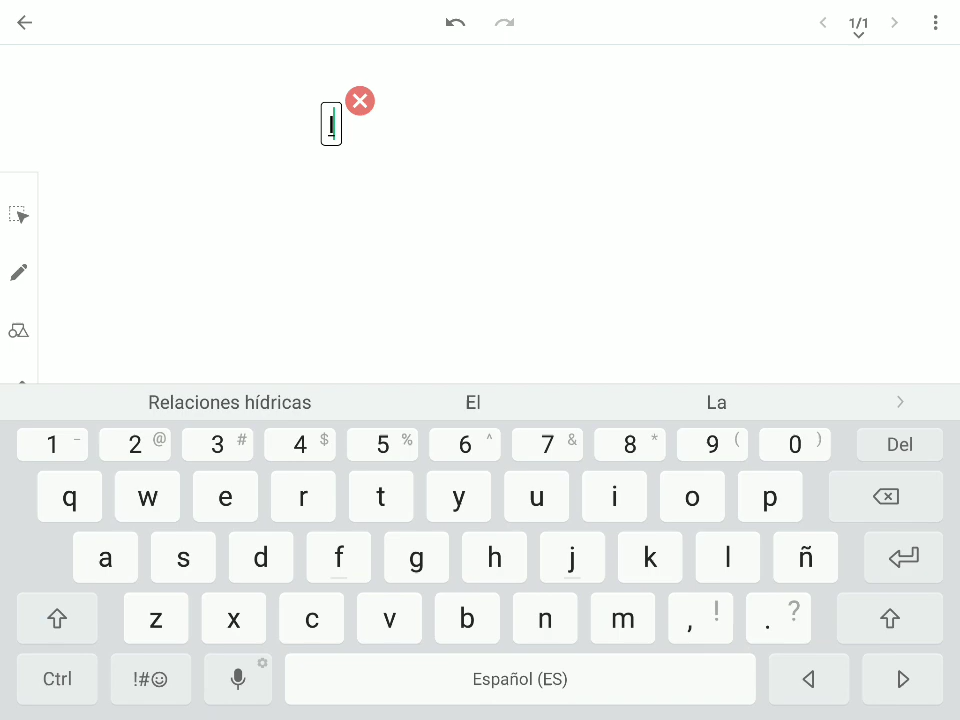 1/1
I
Relaciones hídricas El La
1 _ 2 @ 3 # 4 $ 5 % 6 ^ 7 & 8 * 9 ( 0 ) Del
q w e r t y u i o p
a s d f g h j k l ñ
z x c v b n m , ! . ?
Ctrl !#☺ Español (ES)